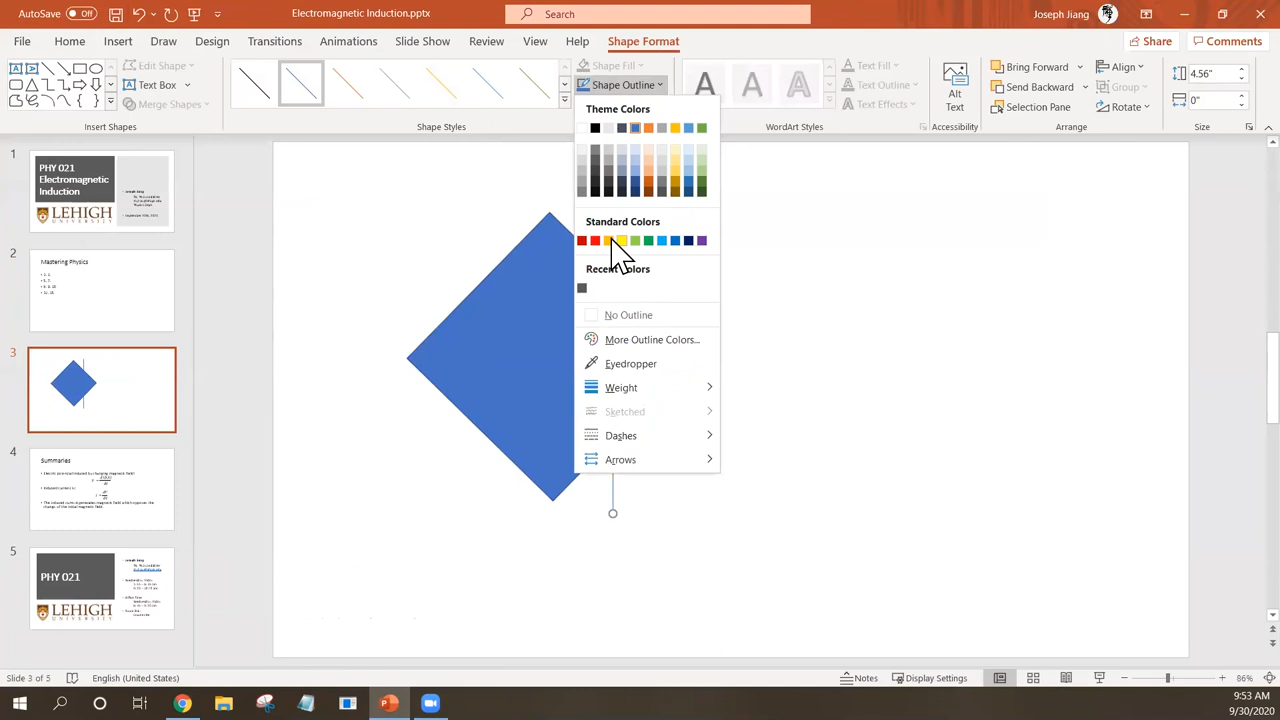 AutoSave Off
Electromagnetic Induction.pptx
Search
Joseph Jiang
File Home Insert Draw Design Transitions Animations Slide Show Review View Help Shape Format
Share Comments
Edit Shape
Text Box
Merge Shapes
Insert Shapes
Shape Styles
Shape Fill
Shape Outline
A A A
Text Fill
Text Outline
Text Effects
WordArt Styles
Alt
Text
Accessibility
Bring Forward
Send Backward
Selection Pane
Align
Group
Rotate
Arrange
4.56"
0"
Size
Theme Colors
Standard Colors
Recent Colors
No Outline
More Outline Colors...
Eyedropper
Weight
Sketched
Dashes
Arrows
1
PHY 021
Electromagnetic
Induction
LEHIGH
UNIVERSITY
2
Mastering Physics
3
4
Summaries
5
PHY 021
LEHIGH
UNIVERSITY
Slide 3 of 5
English (United States)
Notes
Display Settings
86%
9:53 AM
9/30/2020